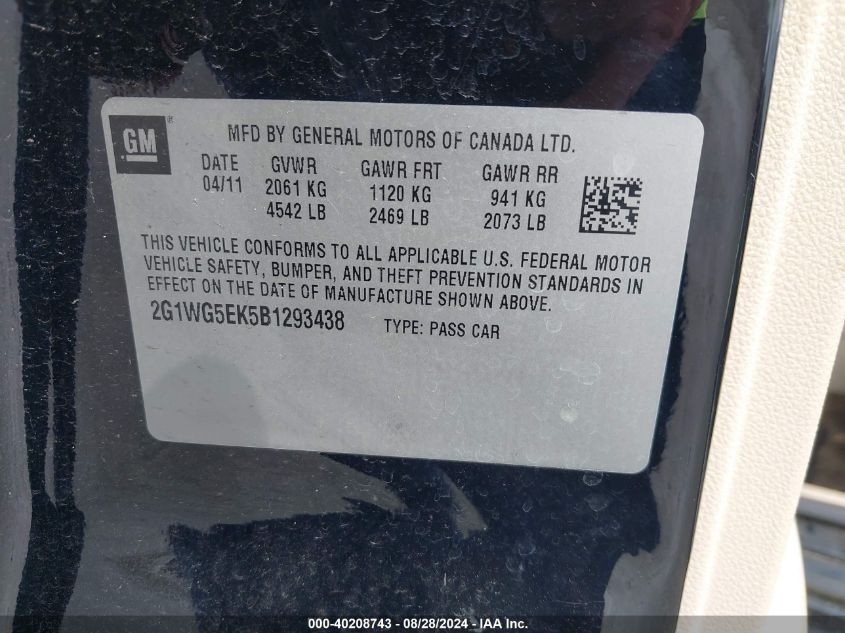 GM ®
MFD BY GENERAL MOTORS OF CANADA LTD.
DATE GVWR GAWR FRT GAWR RR
04/11 2061 KG 1120 KG 941 KG
4542 LB 2469 LB 2073 LB
THIS VEHICLE CONFORMS TO ALL APPLICABLE U.S. FEDERAL MOTOR
VEHICLE SAFETY, BUMPER, AND THEFT PREVENTION STANDARDS IN
EFFECT ON THE DATE OF MANUFACTURE SHOWN ABOVE.
2G1WG5EK5B1293438 TYPE: PASS CAR
000-40208743 / 08/28/2024 - IAA Inc.